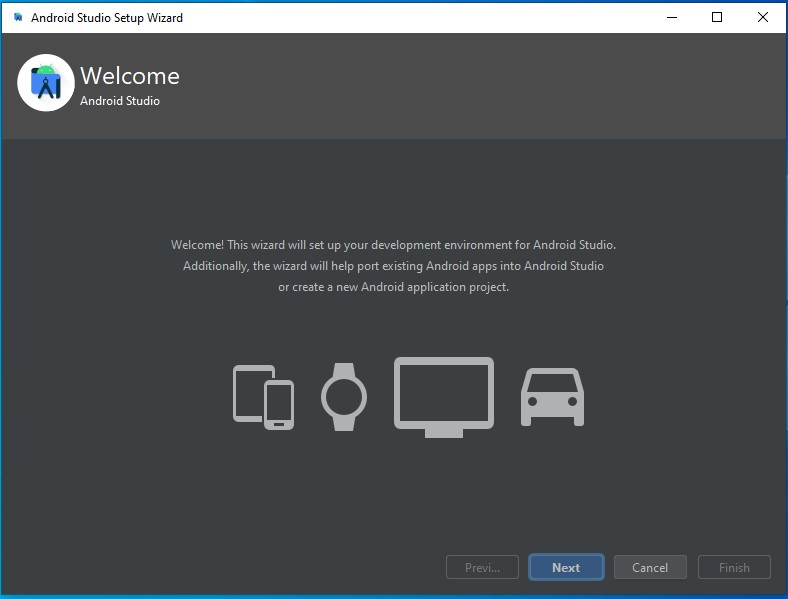 Android Studio Setup Wizard
Welcome
Android Studio
Welcome! This wizard will set up your development environment for Android Studio.
Additionally, the wizard will help port existing Android apps into Android Studio
or create a new Android application project.
Previ... Next Cancel Finish